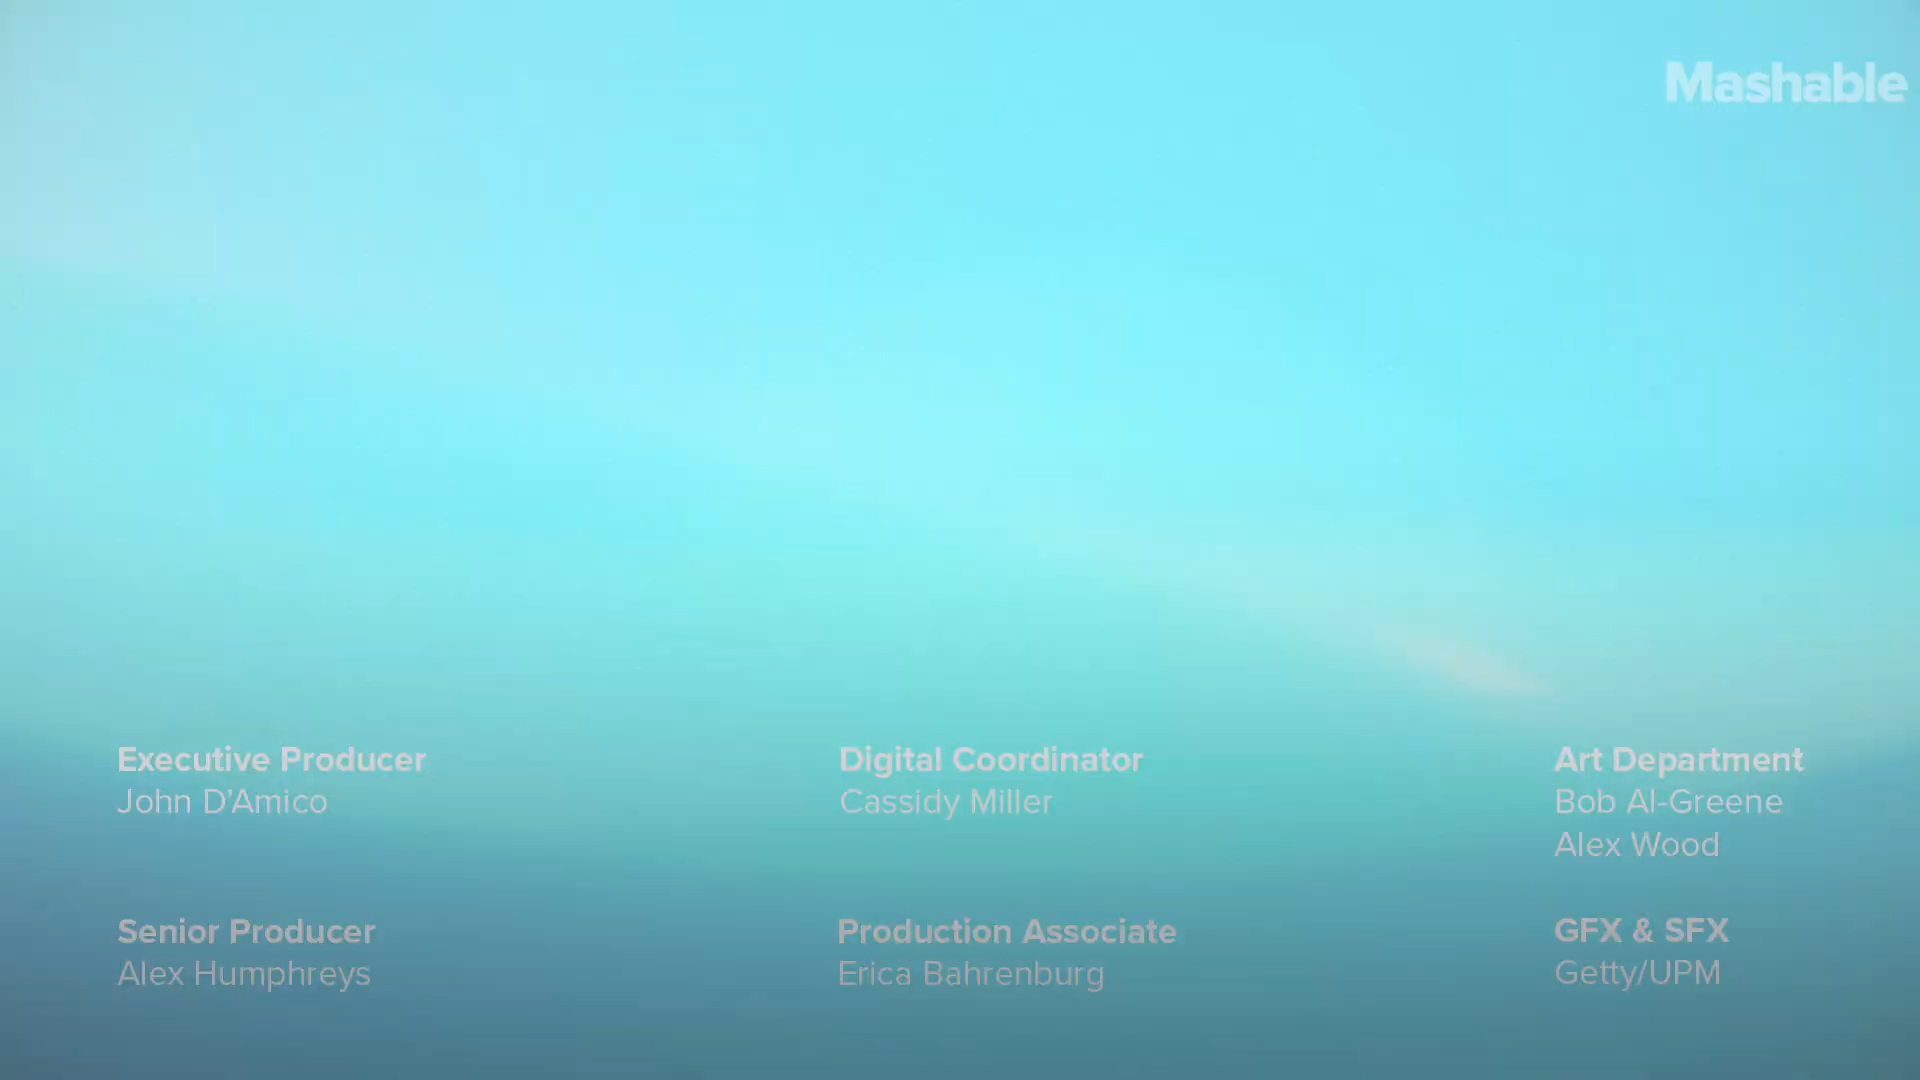 Mashable
Executive Producer
John D'Amico
Digital Coordinator
Cassidy Miller
Art Department
Bob Al-Greene
Alex Wood
Senior Producer
Alex Humphreys
Production Associate
Erica Bahrenburg
GFX & SFX
Getty/UPM